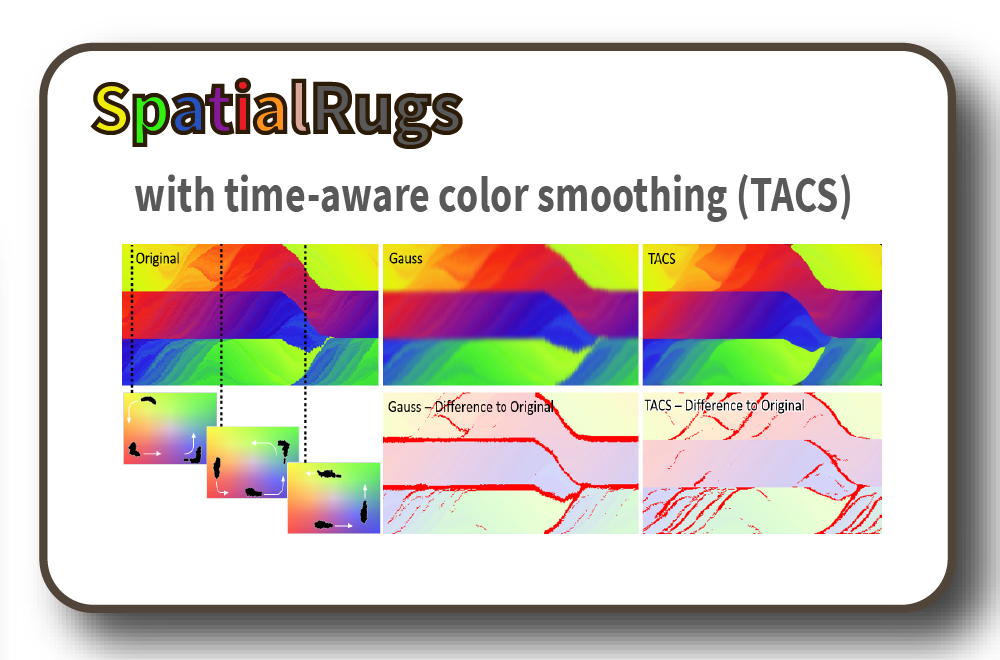 SpatialRugs
with time-aware color smoothing (TACS)
Original
Gauss
TACS
Gauss – Difference to Original
TACS – Difference to Original